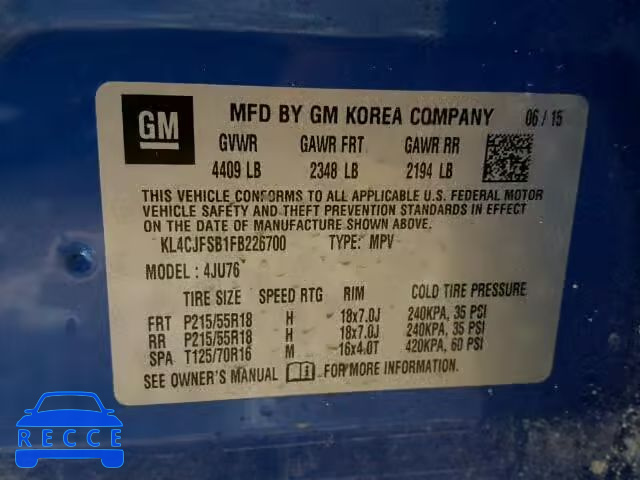 GM
MFD BY GM KOREA COMPANY 06 / 15
GVWR GAWR FRT GAWR RR
4409 LB 2348 LB 2194 LB
THIS VEHICLE CONFORMS TO ALL APPLICABLE U.S. FEDERAL MOTOR
VEHICLE SAFETY AND THEFT PREVENTION STANDARDS IN EFFECT
ON THE DATE OF MANUFACTURE SHOWN ABOVE.
KL4CJFSB1FB226700 TYPE: MPV
MODEL : 4JU76
TIRE SIZE SPEED RTG RIM COLD TIRE PRESSURE
FRT P215/55R18 H 18x7.0J 240KPA, 35 PSI
RR P215/55R18 H 18x7.0J 240KPA, 35 PSI
SPA T125/70R16 M 16x4.0T 420KPA, 60 PSI
SEE OWNER'S MANUAL FOR MORE INFORMATION.
RECCE